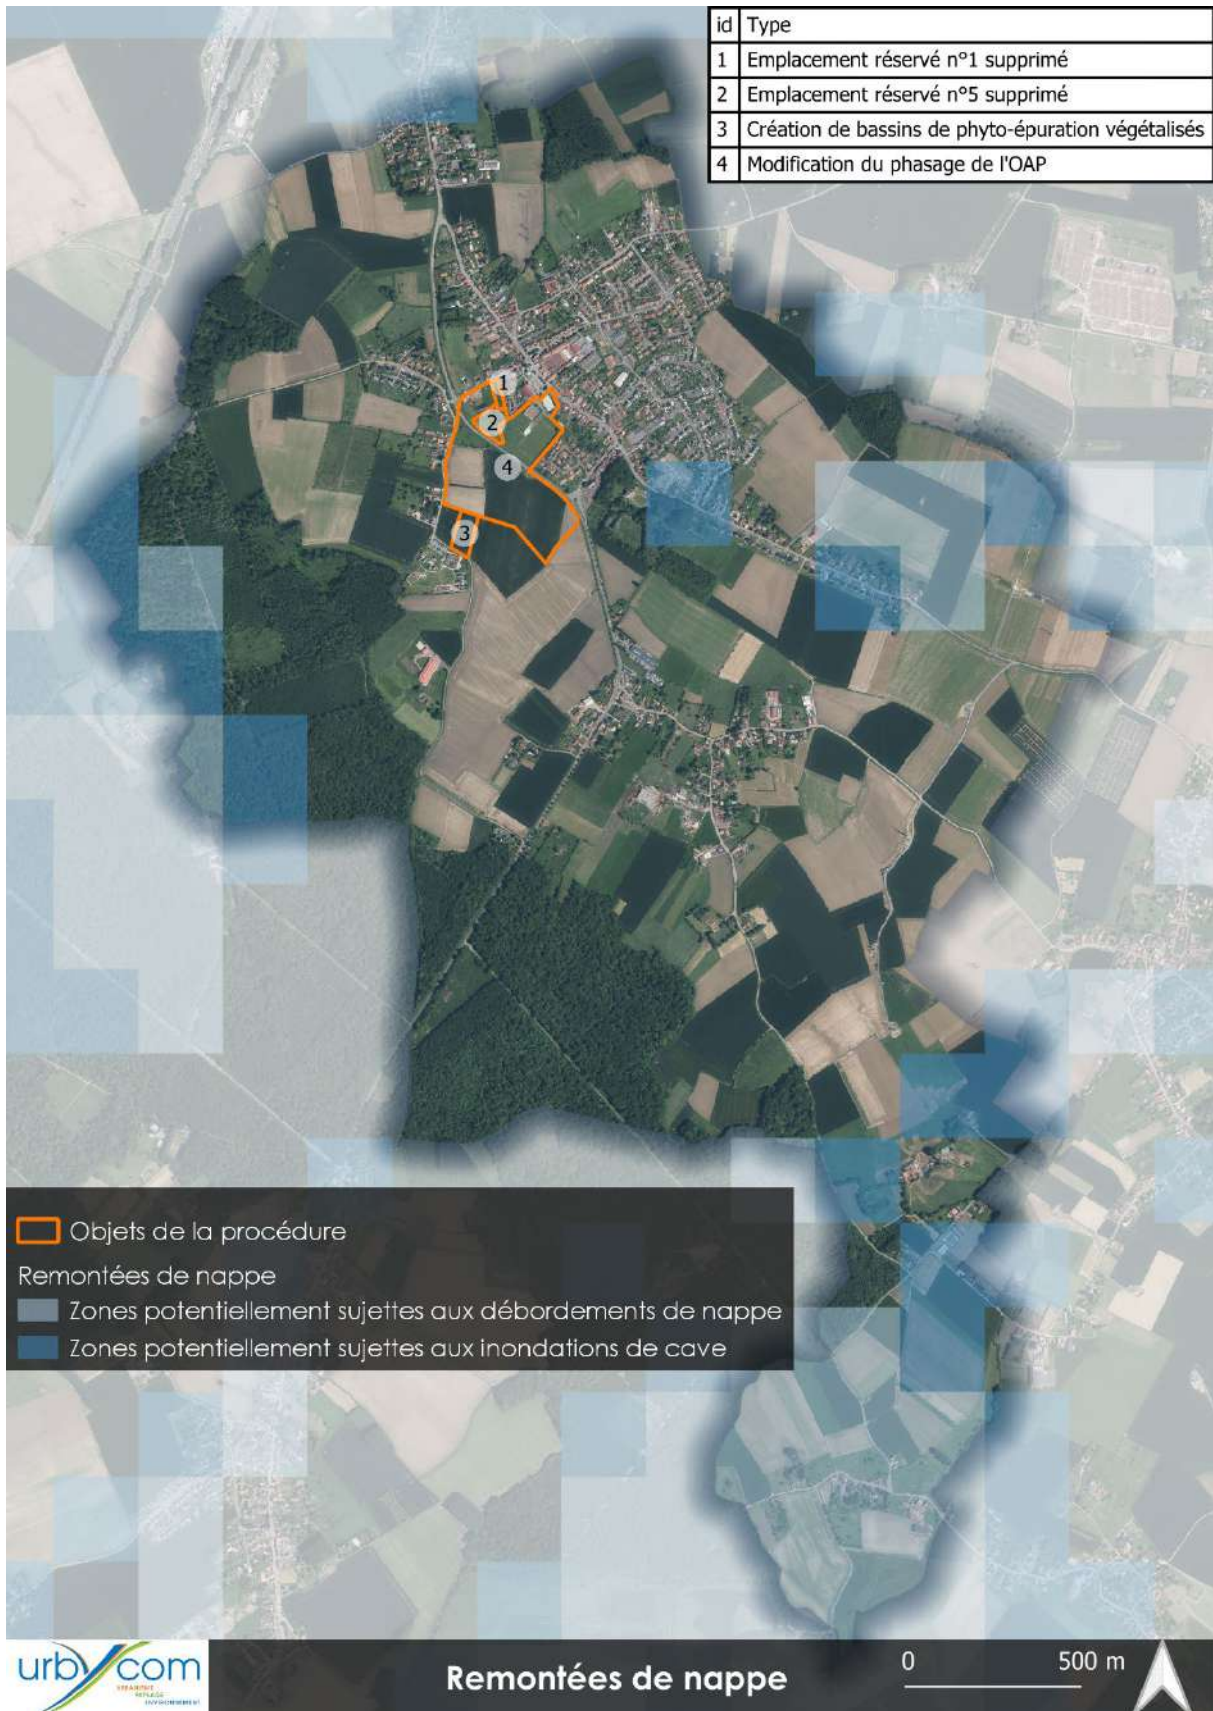 id Type
1 Emplacement réservé n°1 supprimé
2 Emplacement réservé n°5 supprimé
3 Création de bassins de phyto-épuration végétalisés
4 Modification du phasage de l'OAP
1
2
4
3
Objets de la procédure
Remontées de nappe
Zones potentiellement sujettes aux débordements de nappe
Zones potentiellement sujettes aux inondations de cave
urbycom
URBANISME
PAYSAGE
ENVIRONNEMENT
Remontées de nappe
0 500 m